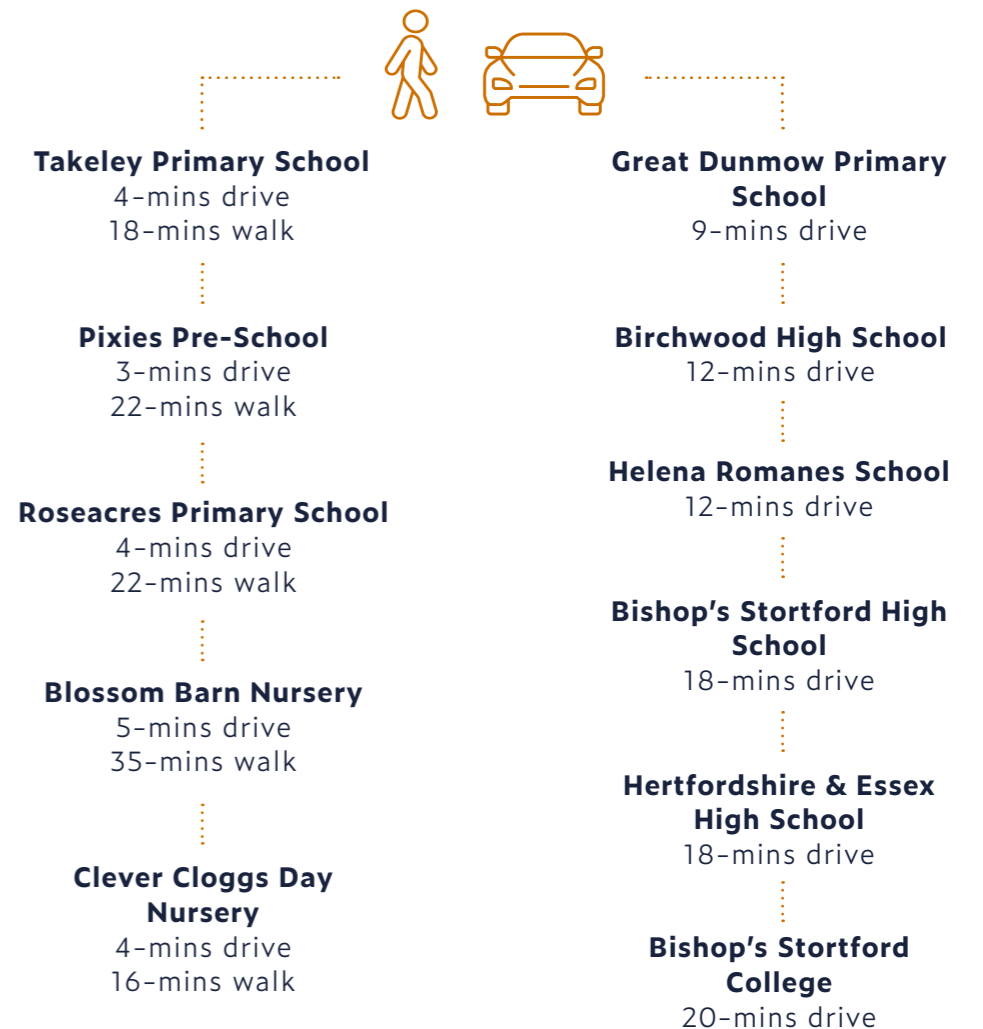 Takeley Primary School
4-mins drive
18-mins walk
Pixies Pre-School
3-mins drive
22-mins walk
Roseacres Primary School
4-mins drive
22-mins walk
Blossom Barn Nursery
5-mins drive
35-mins walk
Clever Cloggs Day
Nursery
4-mins drive
16-mins walk
Great Dunmow Primary
School
9-mins drive
Birchwood High School
12-mins drive
Helena Romanes School
12-mins drive
Bishop's Stortford High
School
18-mins drive
Hertfordshire & Essex
High School
18-mins drive
Bishop's Stortford
College
20-mins drive